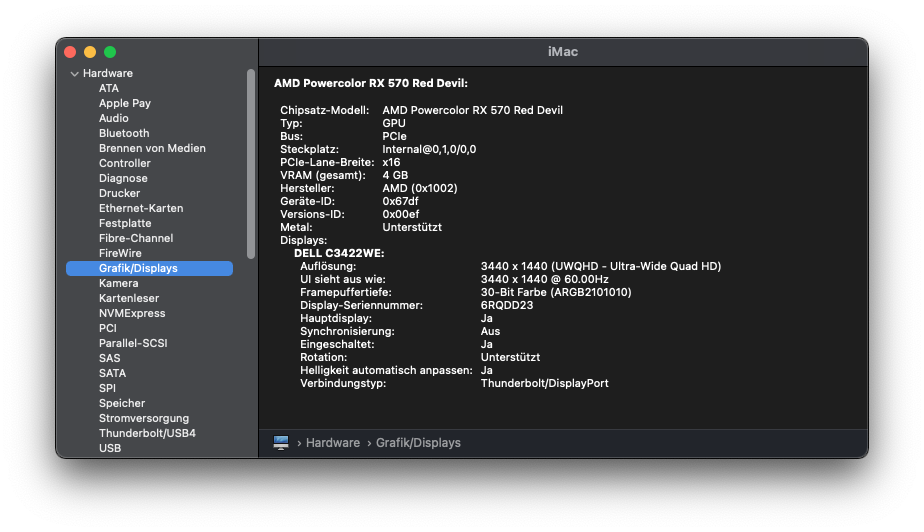 iMac
Hardware
ATA
Apple Pay
Audio
Bluetooth
Brennen von Medien
Controller
Diagnose
Drucker
Ethernet-Karten
Festplatte
Fibre-Channel
FireWire
Grafik/Displays
Kamera
Kartenleser
NVMExpress
PCI
Parallel-SCSI
SAS
SATA
SPI
Speicher
Stromversorgung
Thunderbolt/USB4
USB
AMD Powercolor RX 570 Red Devil:
Chipsatz-Modell: AMD Powercolor RX 570 Red Devil
Typ: GPU
Bus: PCIe
Steckplatz: Internal@0,1,0/0,0
PCIe-Lane-Breite: x16
VRAM (gesamt): 4 GB
Hersteller: AMD (0x1002)
Geräte-ID: 0x67df
Versions-ID: 0x00ef
Metal: Unterstützt
Displays:
DELL C3422WE:
Auflösung: 3440 x 1440 (UWQHD - Ultra-Wide Quad HD)
UI sieht aus wie: 3440 x 1440 @ 60.00Hz
Framepuffertiefe: 30-Bit Farbe (ARGB2101010)
Display-Seriennummer: 6RQDD23
Hauptdisplay: Ja
Synchronisierung: Aus
Eingeschaltet: Ja
Rotation: Unterstützt
Helligkeit automatisch anpassen: Ja
Verbindungstyp: Thunderbolt/DisplayPort
› Hardware › Grafik/Displays